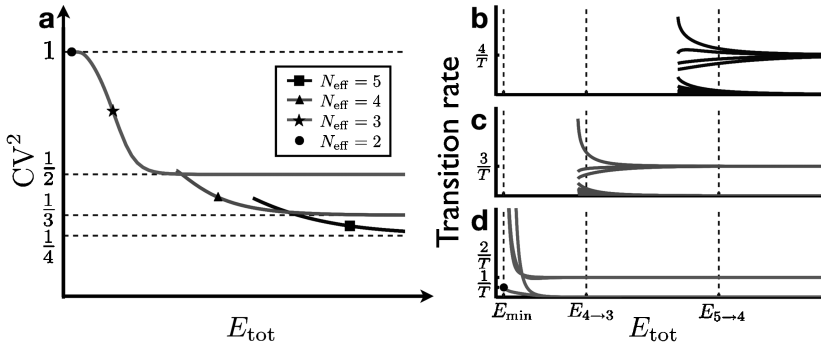 a
CV²
1
1/2
1/3
1/4
N_eff = 5
N_eff = 4
N_eff = 3
N_eff = 2
E_tot
Transition rate
b
4/T
c
3/T
d
2/T
1/T
E_min
E_4→3
E_5→4
E_tot